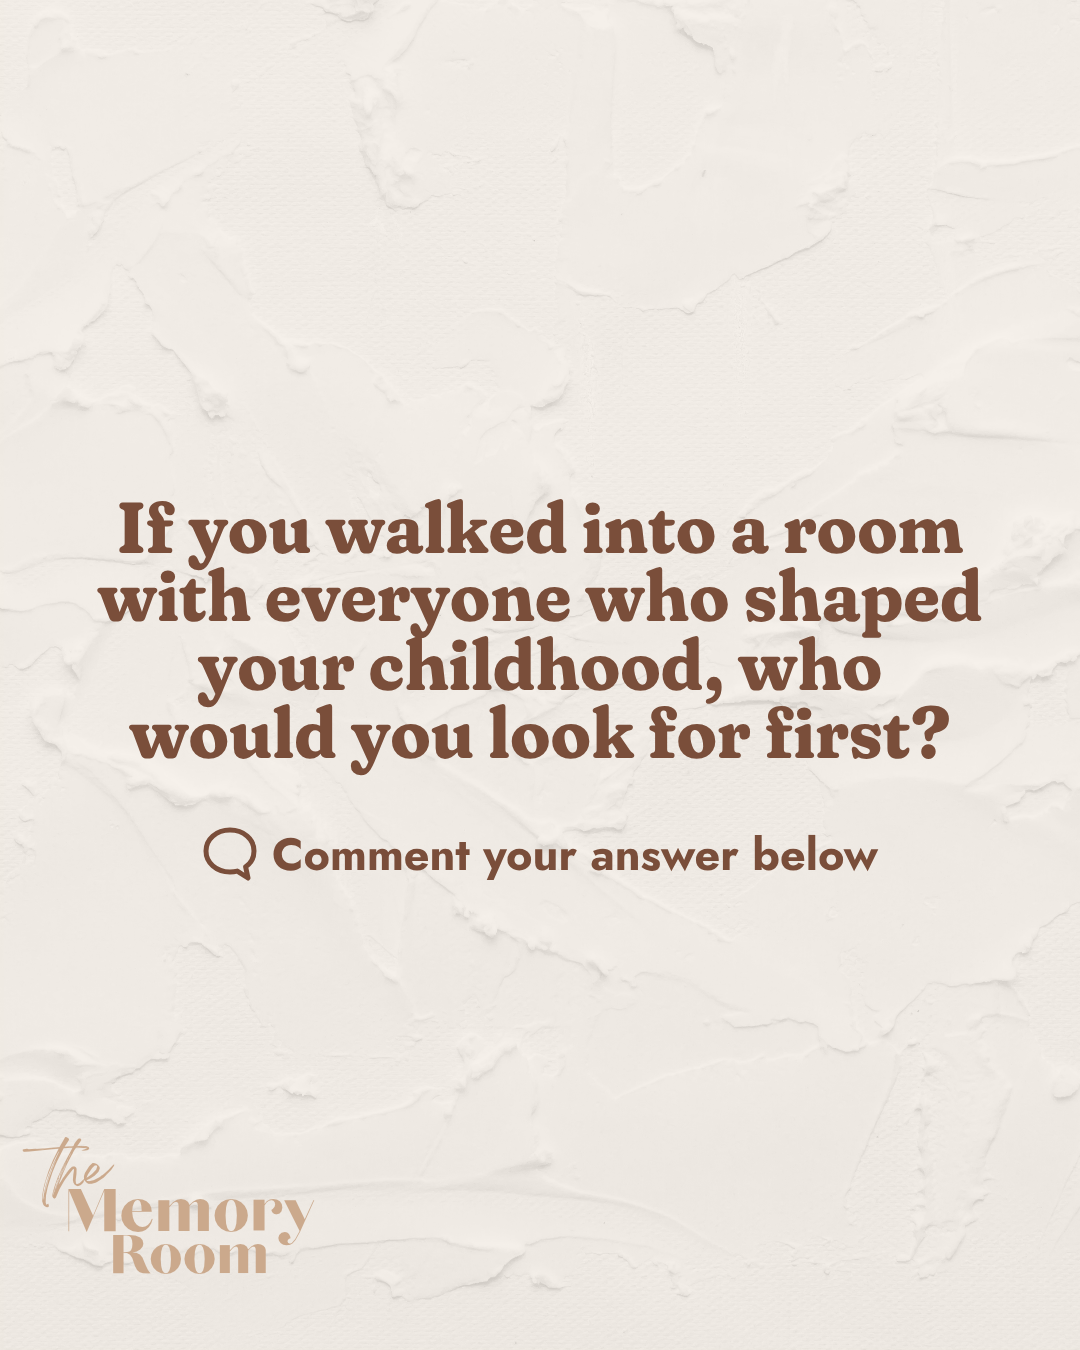 If you walked into a room
with everyone who shaped
your childhood, who
would you look for first?
Comment your answer below
the
Memory
Room